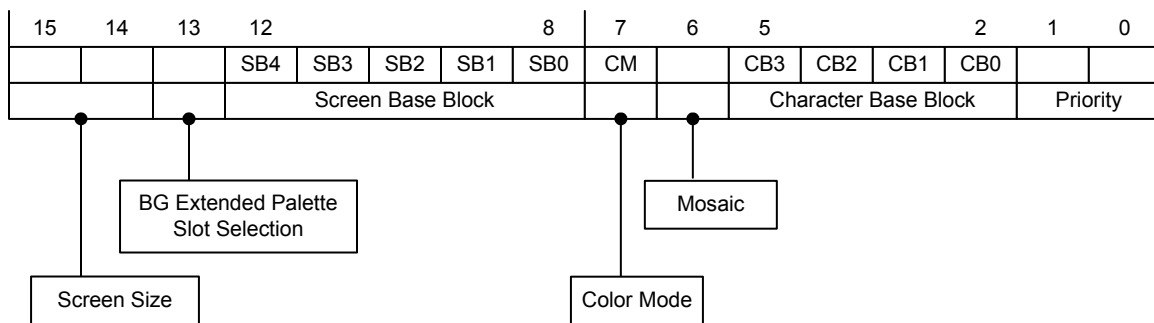 15 14 13 12 8 7 6 5 2 1 0
SB4 SB3 SB2 SB1 SB0 CM CB3 CB2 CB1 CB0
Screen Base Block Character Base Block Priority
BG Extended Palette
Slot Selection
Mosaic
Screen Size
Color Mode